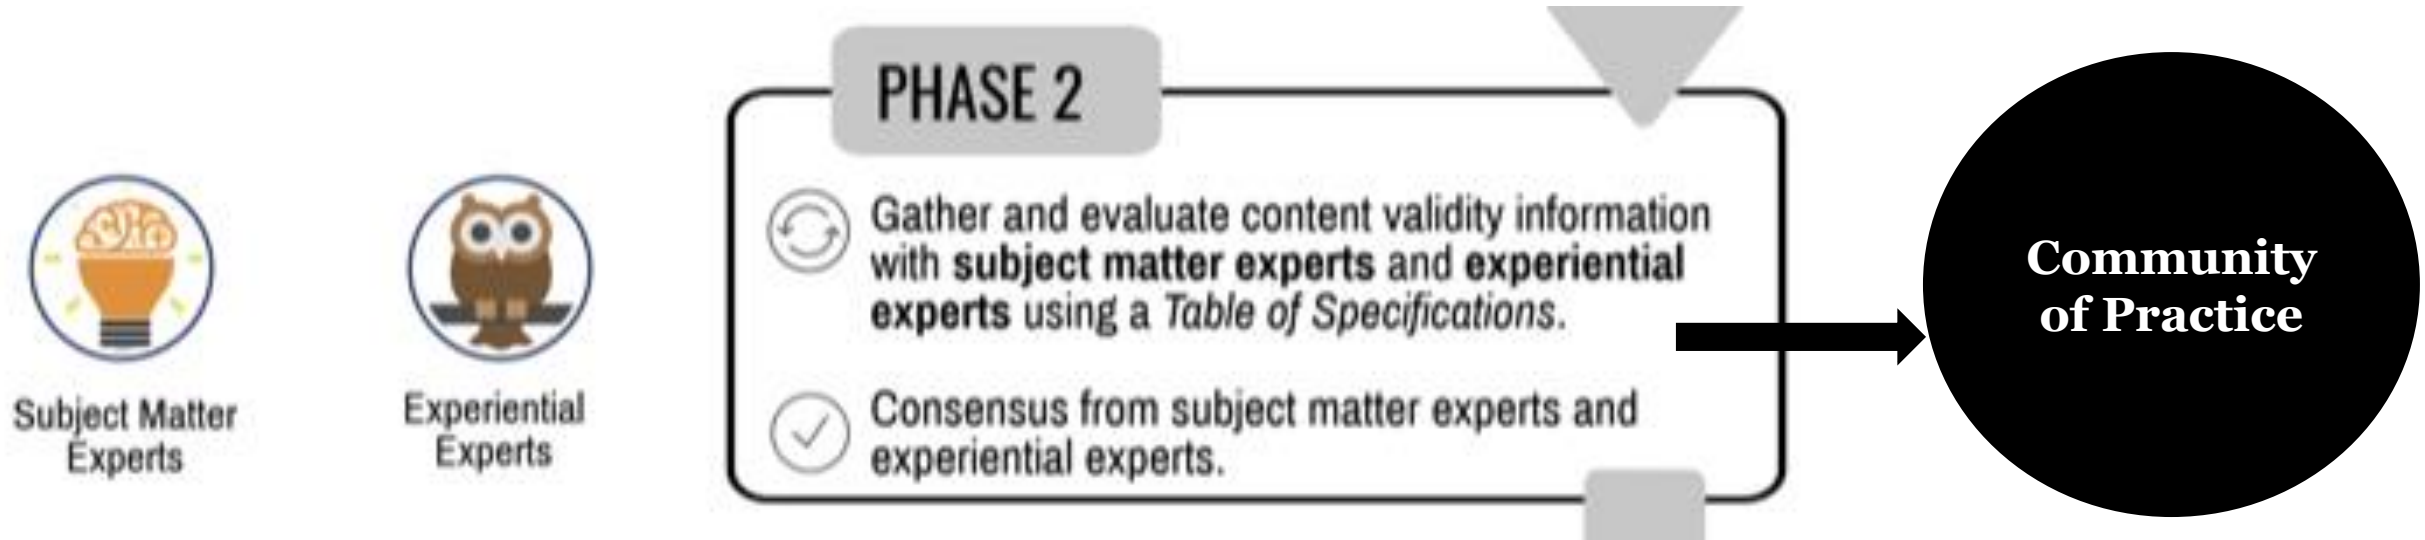 Subject Matter
Experts
Experiential
Experts
PHASE 2
Gather and evaluate content validity information
with subject matter experts and experiential
experts using a Table of Specifications.
Consensus from subject matter experts and
experiential experts.
Community
of Practice